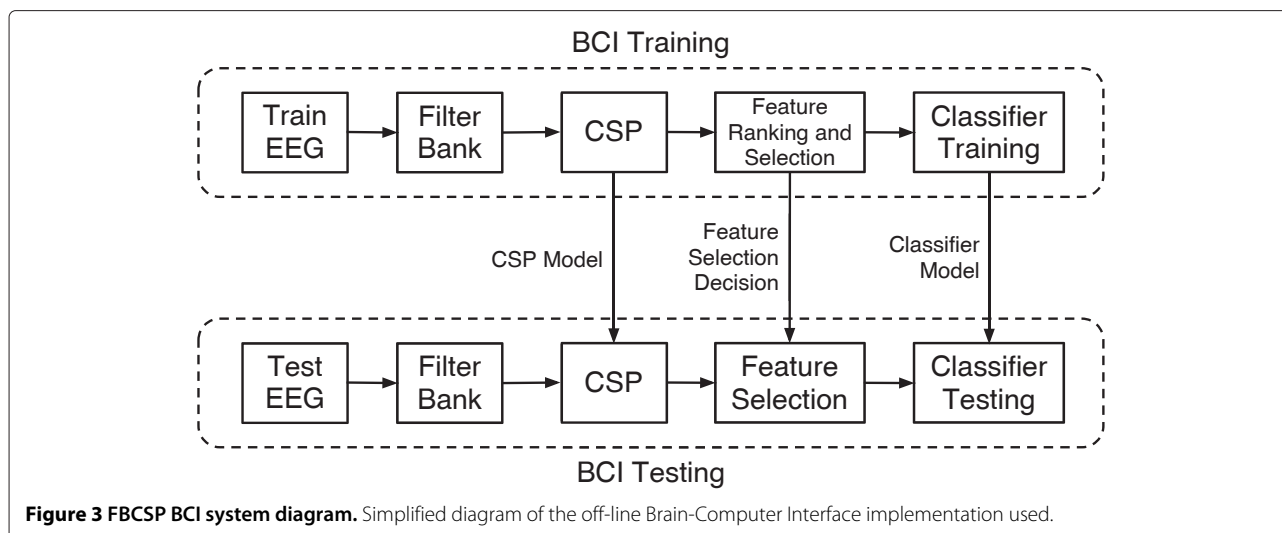 BCI Training
Train
EEG
Filter
Bank
CSP
Feature
Ranking and
Selection
Classifier
Training
CSP Model
Feature
Selection
Decision
Classifier
Model
Test
EEG
Filter
Bank
CSP
Feature
Selection
Classifier
Testing
BCI Testing
Figure 3 FBCSP BCI system diagram. Simplified diagram of the off-line Brain-Computer Interface implementation used.